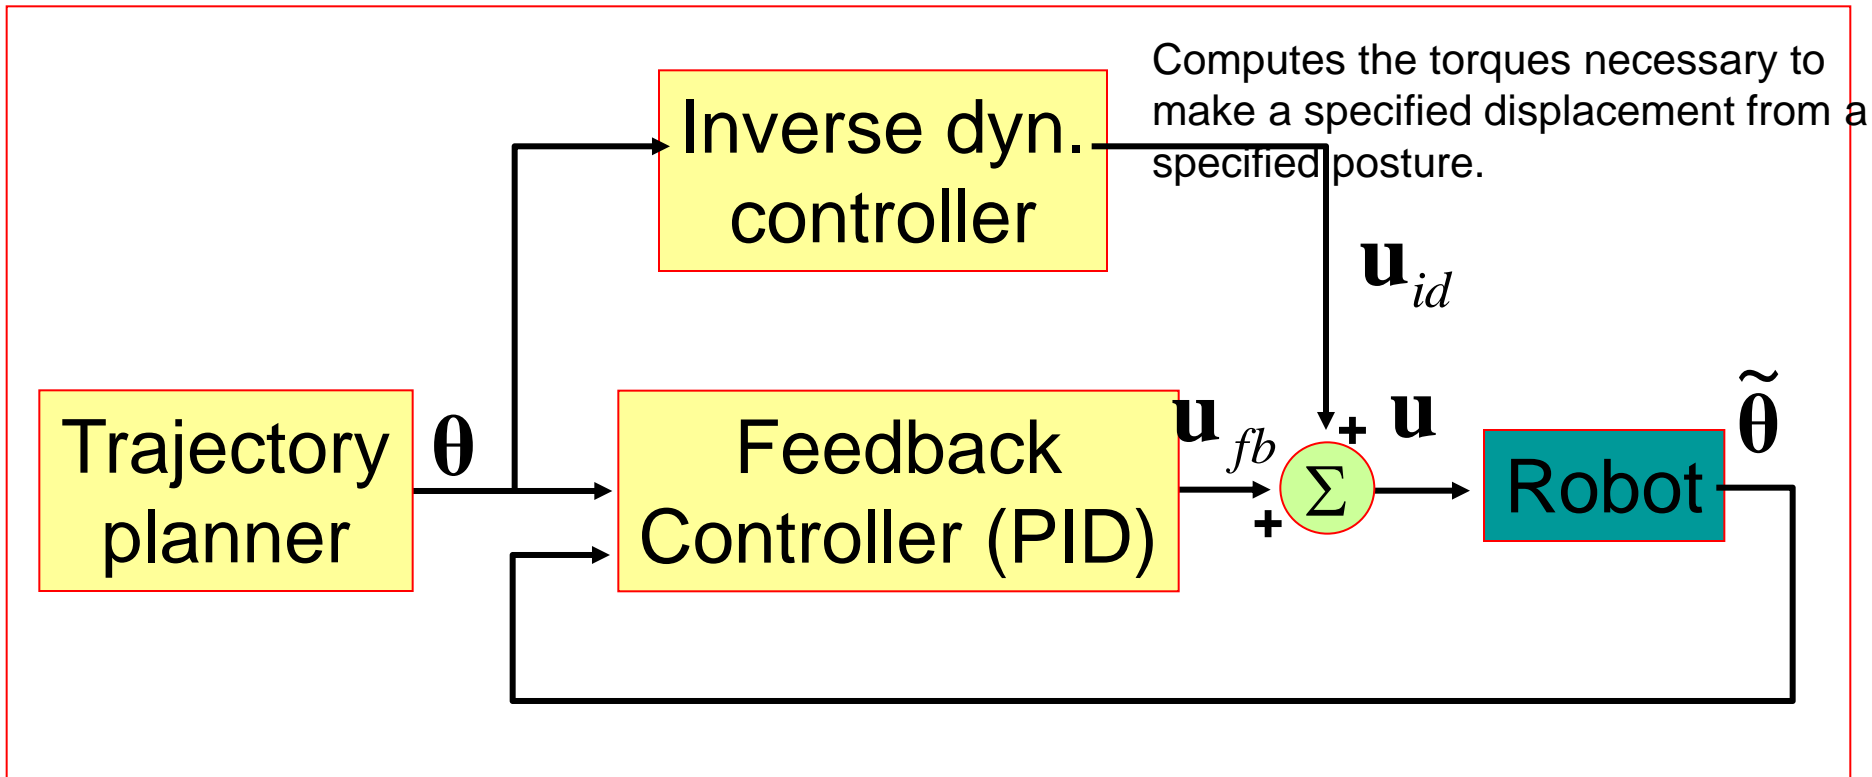 Computes the torques necessary to
make a specified displacement from a
specified posture.
Inverse dyn.
controller
u_id
Trajectory
planner
θ
Feedback
Controller (PID)
u_fb
+
+
Σ
u
Robot
θ̃